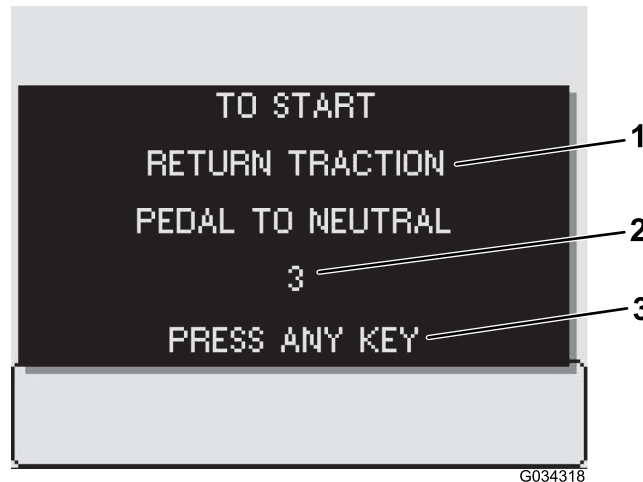 TO START
RETURN TRACTION
1
PEDAL TO NEUTRAL
2
3
3
PRESS ANY KEY
G034318